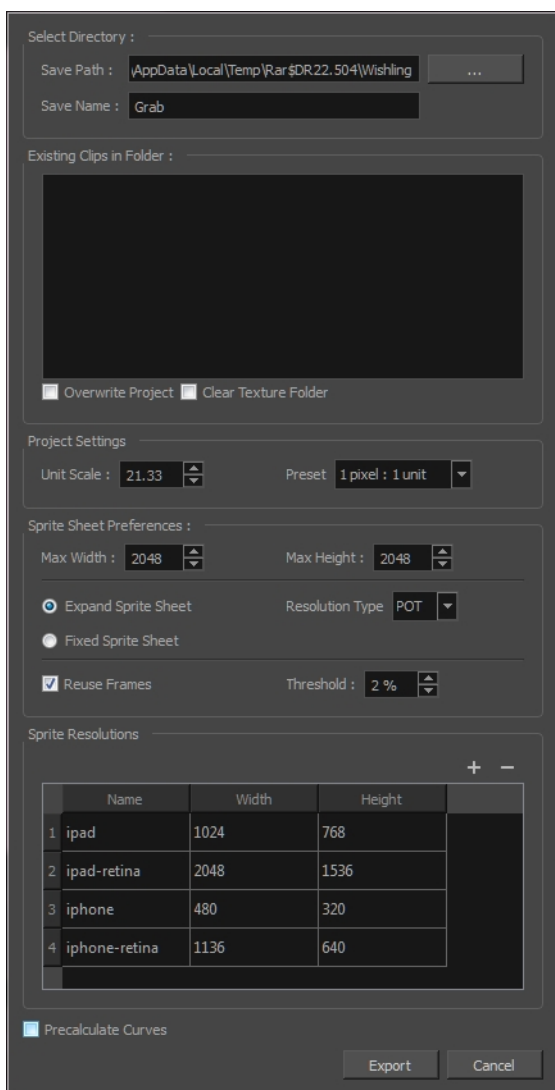 Select Directory :
Save Path : \AppData\Local\Temp\Rar$DR22.504\Wishling ...
Save Name : Grab
Existing Clips in Folder :
Overwrite Project Clear Texture Folder
Project Settings
Unit Scale : 21.33 Preset 1 pixel : 1 unit
Sprite Sheet Preferences :
Max Width : 2048 Max Height : 2048
Expand Sprite Sheet Resolution Type POT
Fixed Sprite Sheet
Reuse Frames Threshold : 2 %
Sprite Resolutions
+ −
Name Width Height
1 ipad 1024 768
2 ipad-retina 2048 1536
3 iphone 480 320
4 iphone-retina 1136 640
Precalculate Curves
Export Cancel